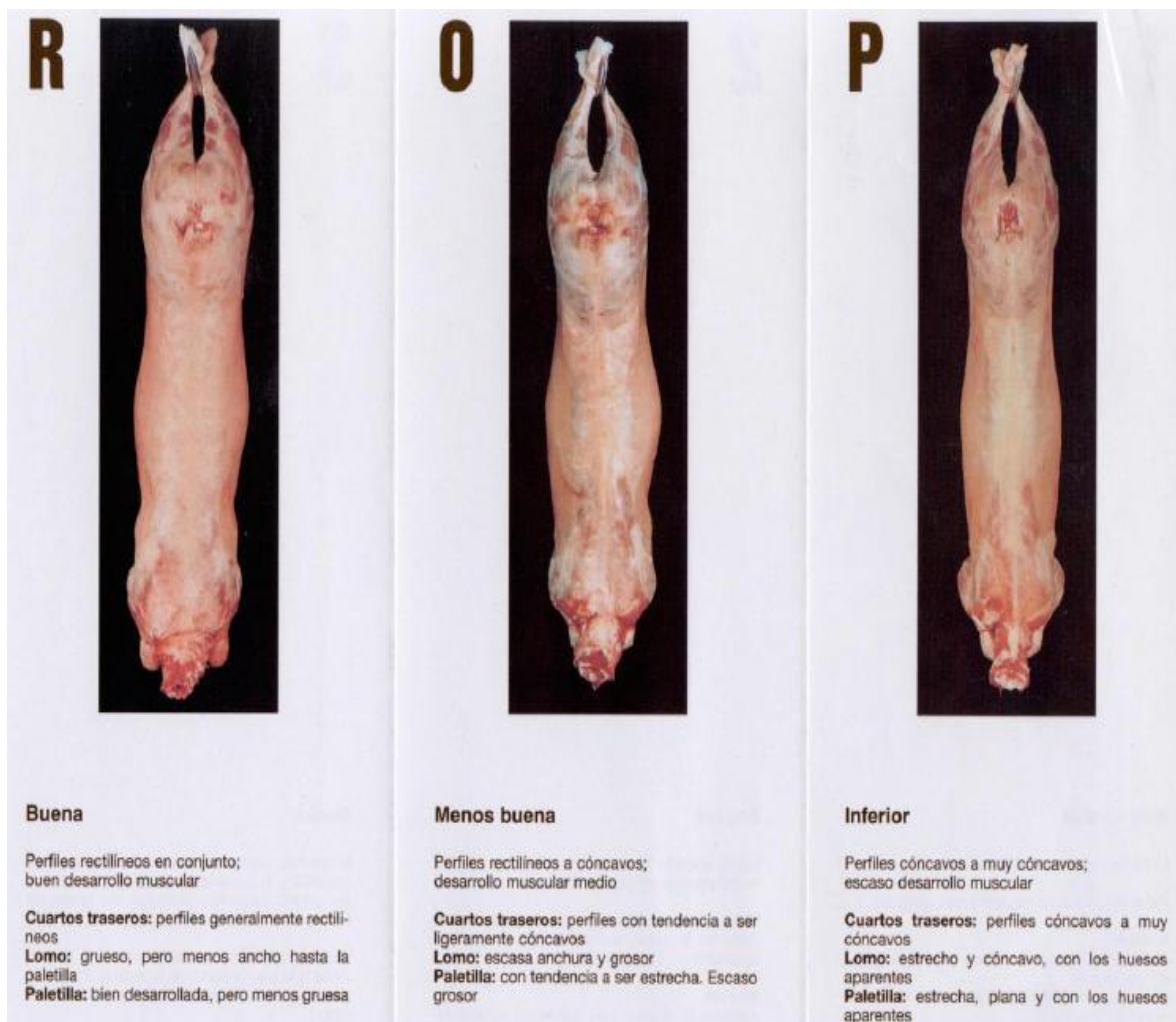 R
Buena
Perfiles rectilíneos en conjunto;
buen desarrollo muscular
Cuartos traseros: perfiles generalmente rectilí-
neos
Lomo: grueso, pero menos ancho hasta la
paletilla
Paletilla: bien desarrollada, pero menos gruesa
O
Menos buena
Perfiles rectilíneos a cóncavos;
desarrollo muscular medio
Cuartos traseros: perfiles con tendencia a ser
ligeramente cóncavos
Lomo: escasa anchura y grosor
Paletilla: con tendencia a ser estrecha. Escaso
grosor
P
Inferior
Perfiles cóncavos a muy cóncavos;
escaso desarrollo muscular
Cuartos traseros: perfiles cóncavos a muy
cóncavos
Lomo: estrecho y cóncavo, con los huesos
aparentes
Paletilla: estrecha, plana y con los huesos
aparentes